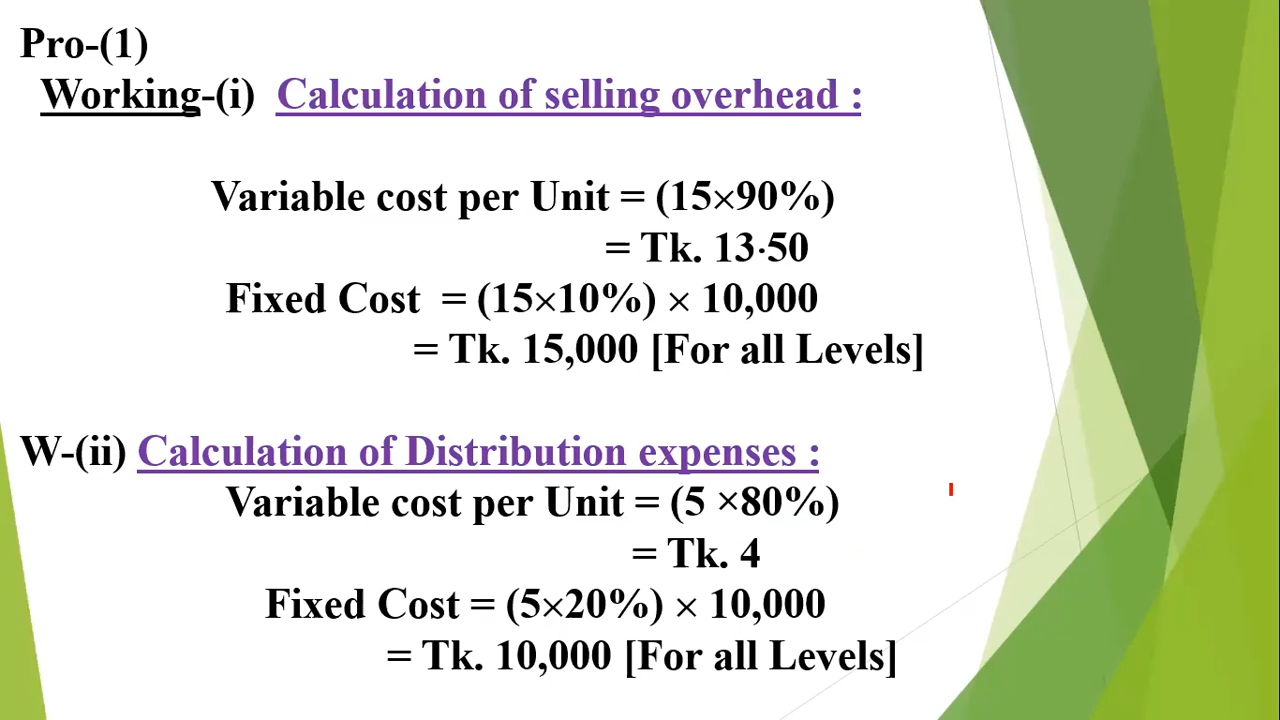 Pro-(1)
Working-(i) Calculation of selling overhead :
Variable cost per Unit = (15×90%)
= Tk. 13·50
Fixed Cost = (15×10%) × 10,000
= Tk. 15,000 [For all Levels]
W-(ii) Calculation of Distribution expenses :
Variable cost per Unit = (5 ×80%)
= Tk. 4
Fixed Cost = (5×20%) × 10,000
= Tk. 10,000 [For all Levels]